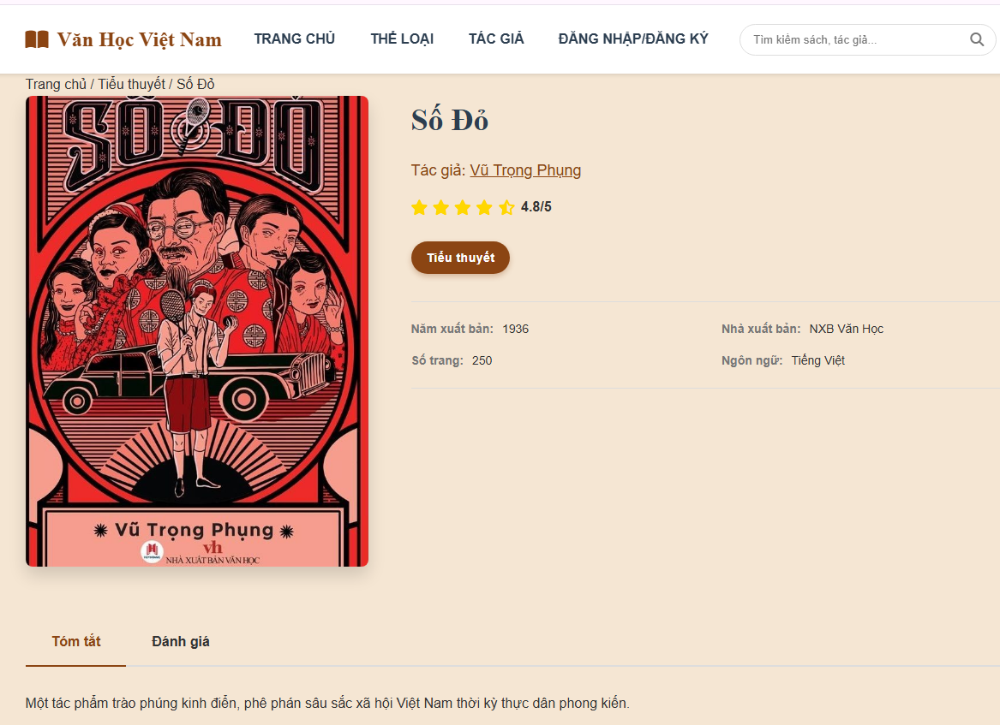 Văn Học Việt Nam TRANG CHỦ THỂ LOẠI TÁC GIẢ ĐĂNG NHẬP/ĐĂNG KÝ Tìm kiếm sách, tác giả...
Trang chủ / Tiểu thuyết / Số Đỏ
SỐ ĐỎ
Vũ Trọng Phụng
vh
NHÀ XUẤT BẢN VĂN HỌC
Số Đỏ
Tác giả: Vũ Trọng Phụng
4.8/5
Tiểu thuyết
Năm xuất bản: 1936 Nhà xuất bản: NXB Văn Học
Số trang: 250 Ngôn ngữ: Tiếng Việt
Tóm tắt Đánh giá
Một tác phẩm trào phúng kinh điển, phê phán sâu sắc xã hội Việt Nam thời kỳ thực dân phong kiến.